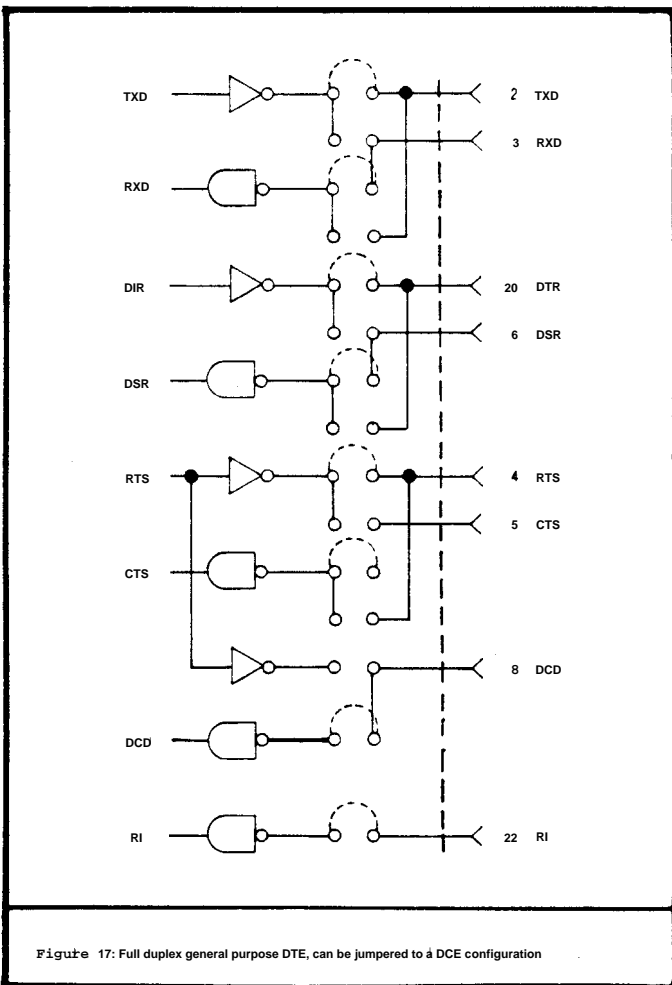 TXD 2 TXD
3 RXD
RXD
DIR 20 DTR
6 DSR
DSR
RTS 4 RTS
5 CTS
CTS
8 DCD
DCD
RI 22 RI
Figure 17: Full duplex general purpose DTE, can be jumpered to a DCE configuration